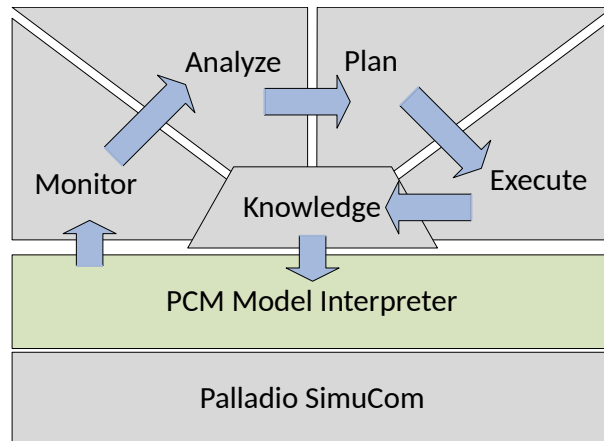 Analyze
Plan
Monitor
Execute
Knowledge
PCM Model Interpreter
Palladio SimuCom